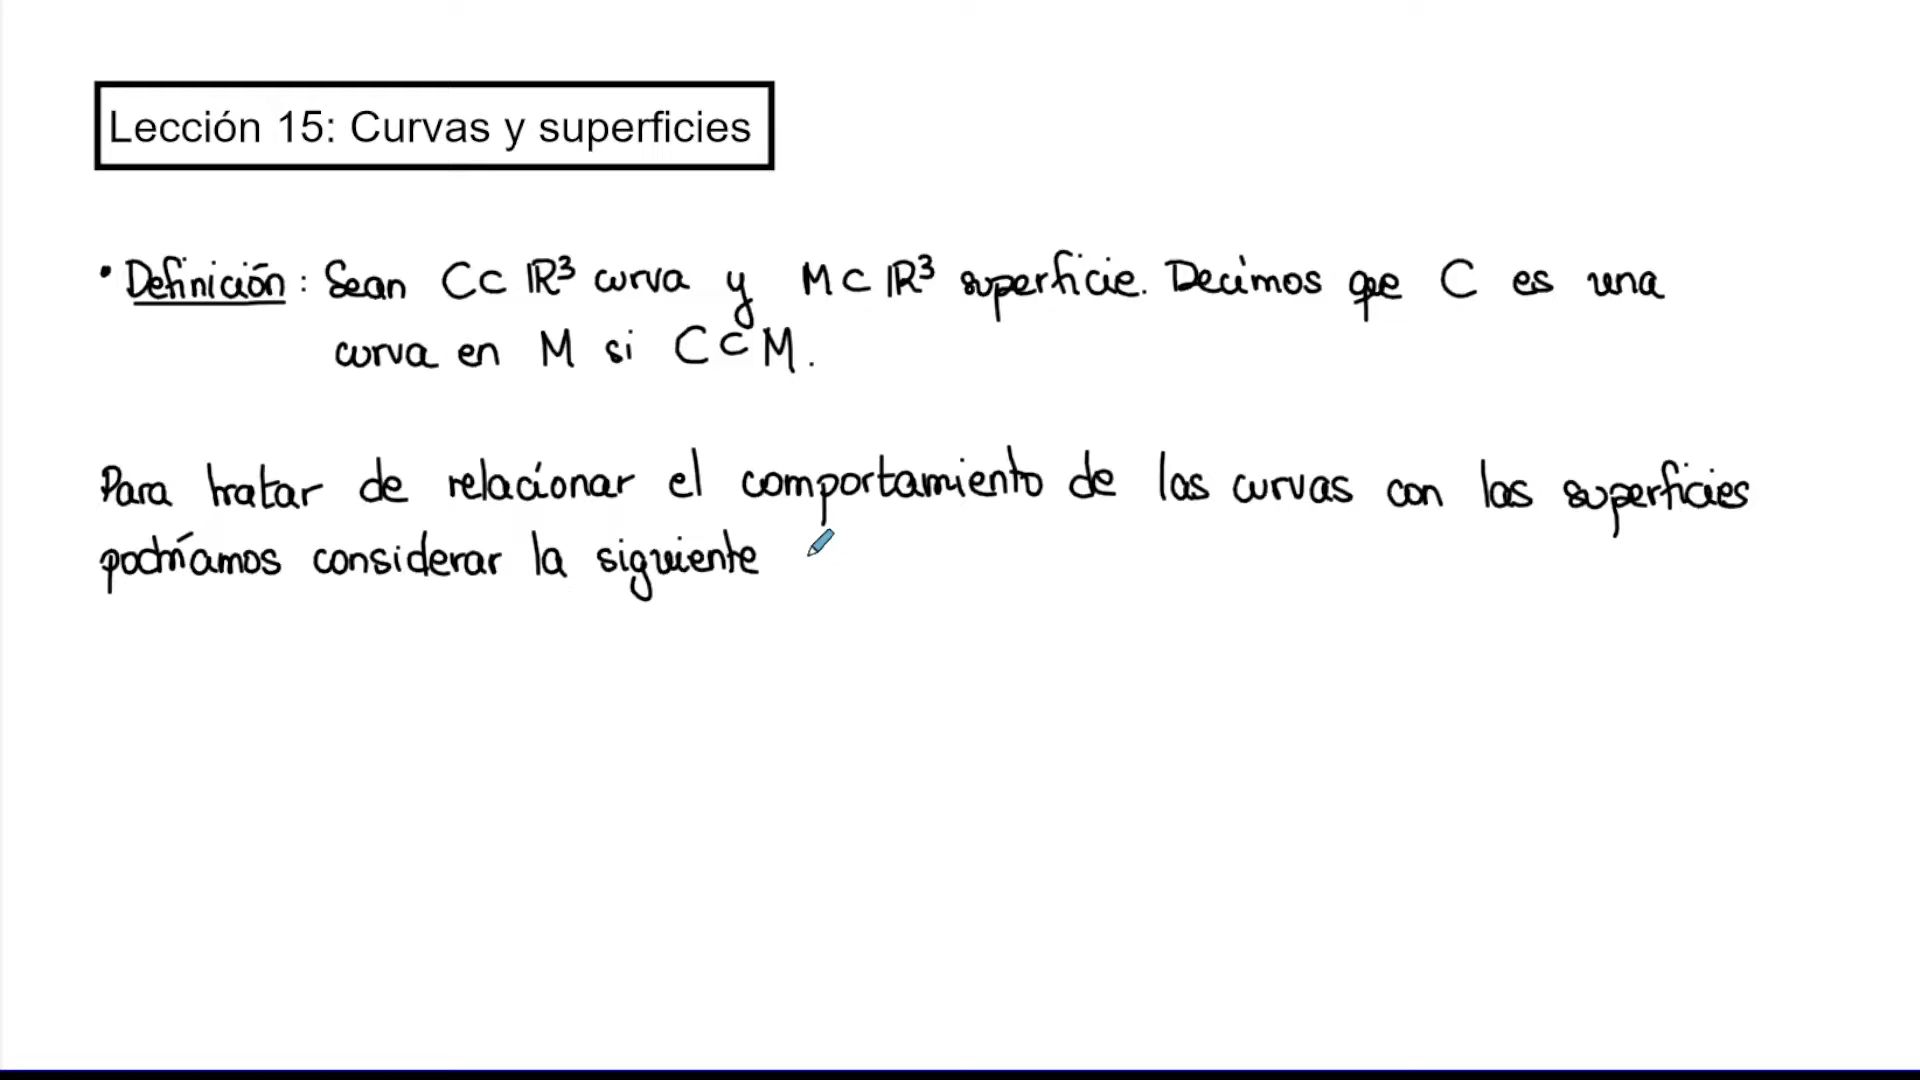 Lección 15: Curvas y superficies
• Definición: Sean C⊂ℝ³ curva y M⊂ℝ³ superficie. Decimos que C es una
curva en M si C⊂M.
Para tratar de relacionar el comportamiento de las curvas con las superficies
podríamos considerar la siguiente